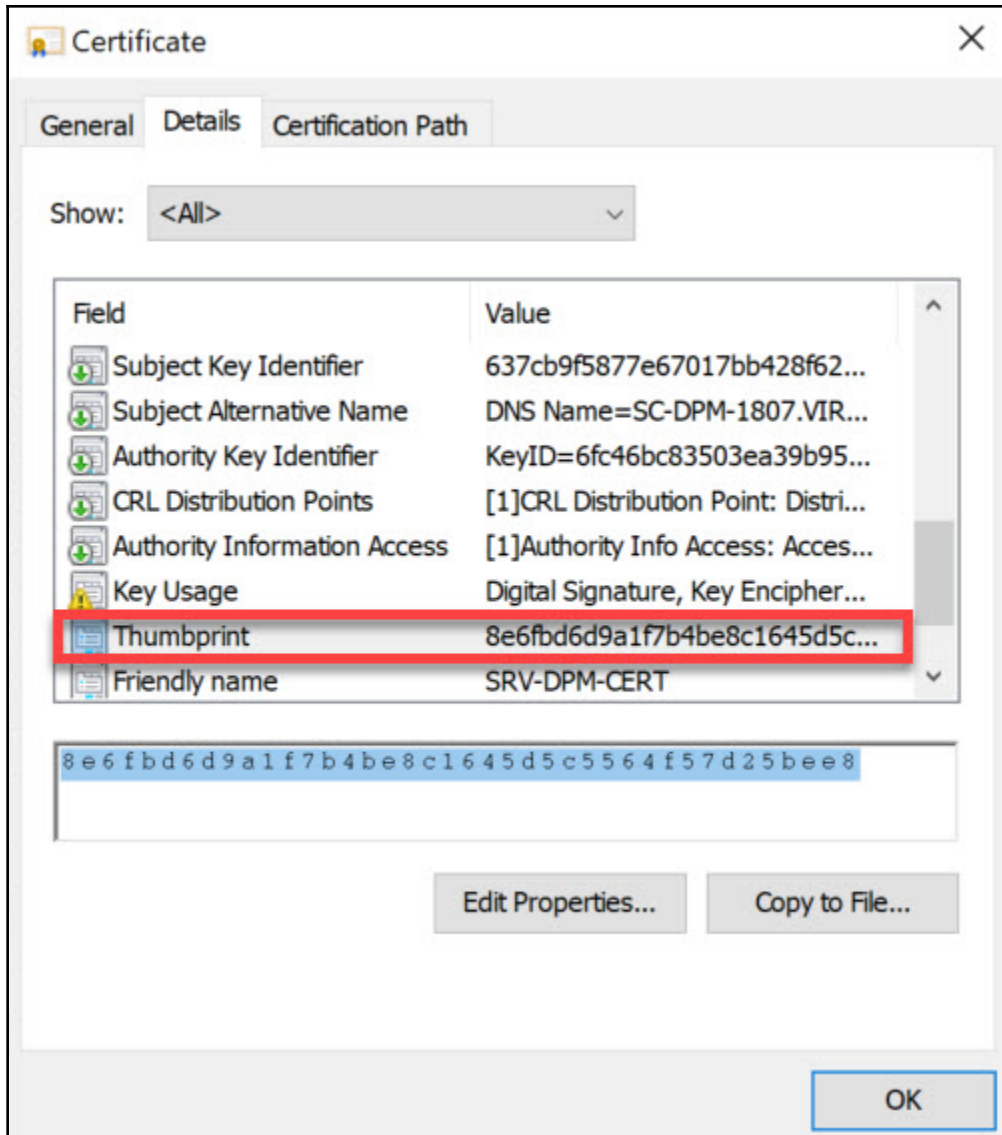 Certificate
General Details Certification Path
Show: <All>
Field Value
Subject Key Identifier 637cb9f5877e67017bb428f62...
Subject Alternative Name DNS Name=SC-DPM-1807.VIR...
Authority Key Identifier KeyID=6fc46bc83503ea39b95...
CRL Distribution Points [1]CRL Distribution Point: Distri...
Authority Information Access [1]Authority Info Access: Acces...
Key Usage Digital Signature, Key Encipher...
Thumbprint 8e6fbd6d9a1f7b4be8c1645d5c...
Friendly name SRV-DPM-CERT
8e6fbd6d9a1f7b4be8c1645d5c5564f57d25bee8
Edit Properties... Copy to File...
OK